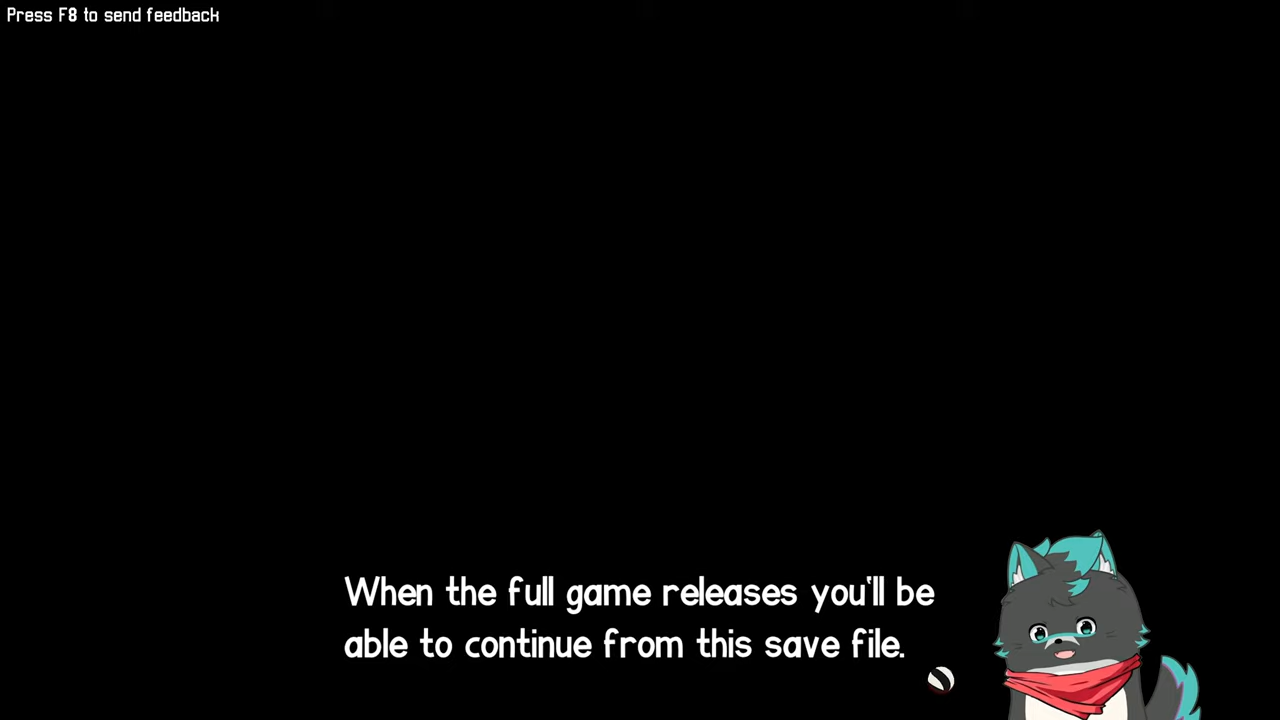 Press F8 to send feedback
When the full game releases you'll be
able to continue from this save file.